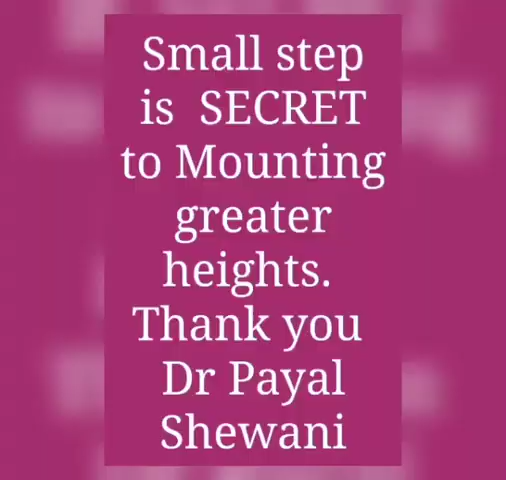 Small step
is SECRET
to Mounting
greater
heights.
Thank you
Dr Payal
Shewani